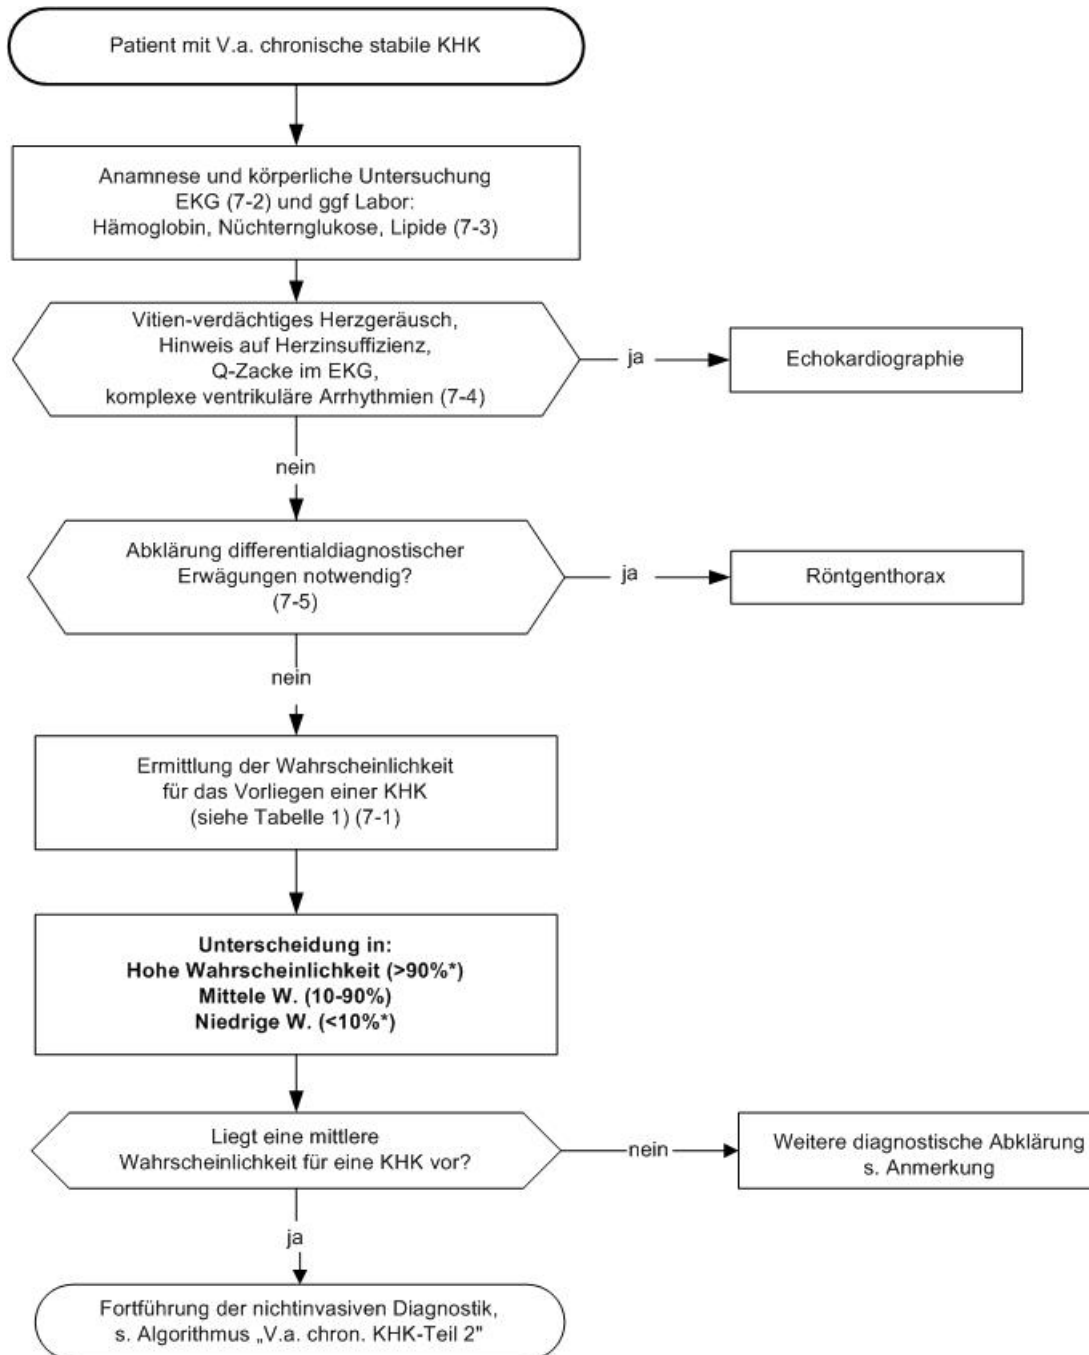 Patient mit V.a. chronische stabile KHK
Anamnese und körperliche Untersuchung
EKG (7-2) und ggf Labor:
Hämoglobin, Nüchternglukose, Lipide (7-3)
Vitien-verdächtiges Herzgeräusch,
Hinweis auf Herzinsuffizienz,
Q-Zacke im EKG,
komplexe ventrikuläre Arrhythmien (7-4)
ja
Echokardiographie
nein
Abklärung differentialdiagnostischer
Erwägungen notwendig?
(7-5)
ja
Röntgenthorax
nein
Ermittlung der Wahrscheinlichkeit
für das Vorliegen einer KHK
(siehe Tabelle 1) (7-1)
Unterscheidung in:
Hohe Wahrscheinlichkeit (>90%*)
Mittele W. (10-90%)
Niedrige W. (<10%*)
Liegt eine mittlere
Wahrscheinlichkeit für eine KHK vor?
nein
Weitere diagnostische Abklärung
s. Anmerkung
ja
Fortführung der nichtinvasiven Diagnostik,
s. Algorithmus „V.a. chron. KHK-Teil 2"